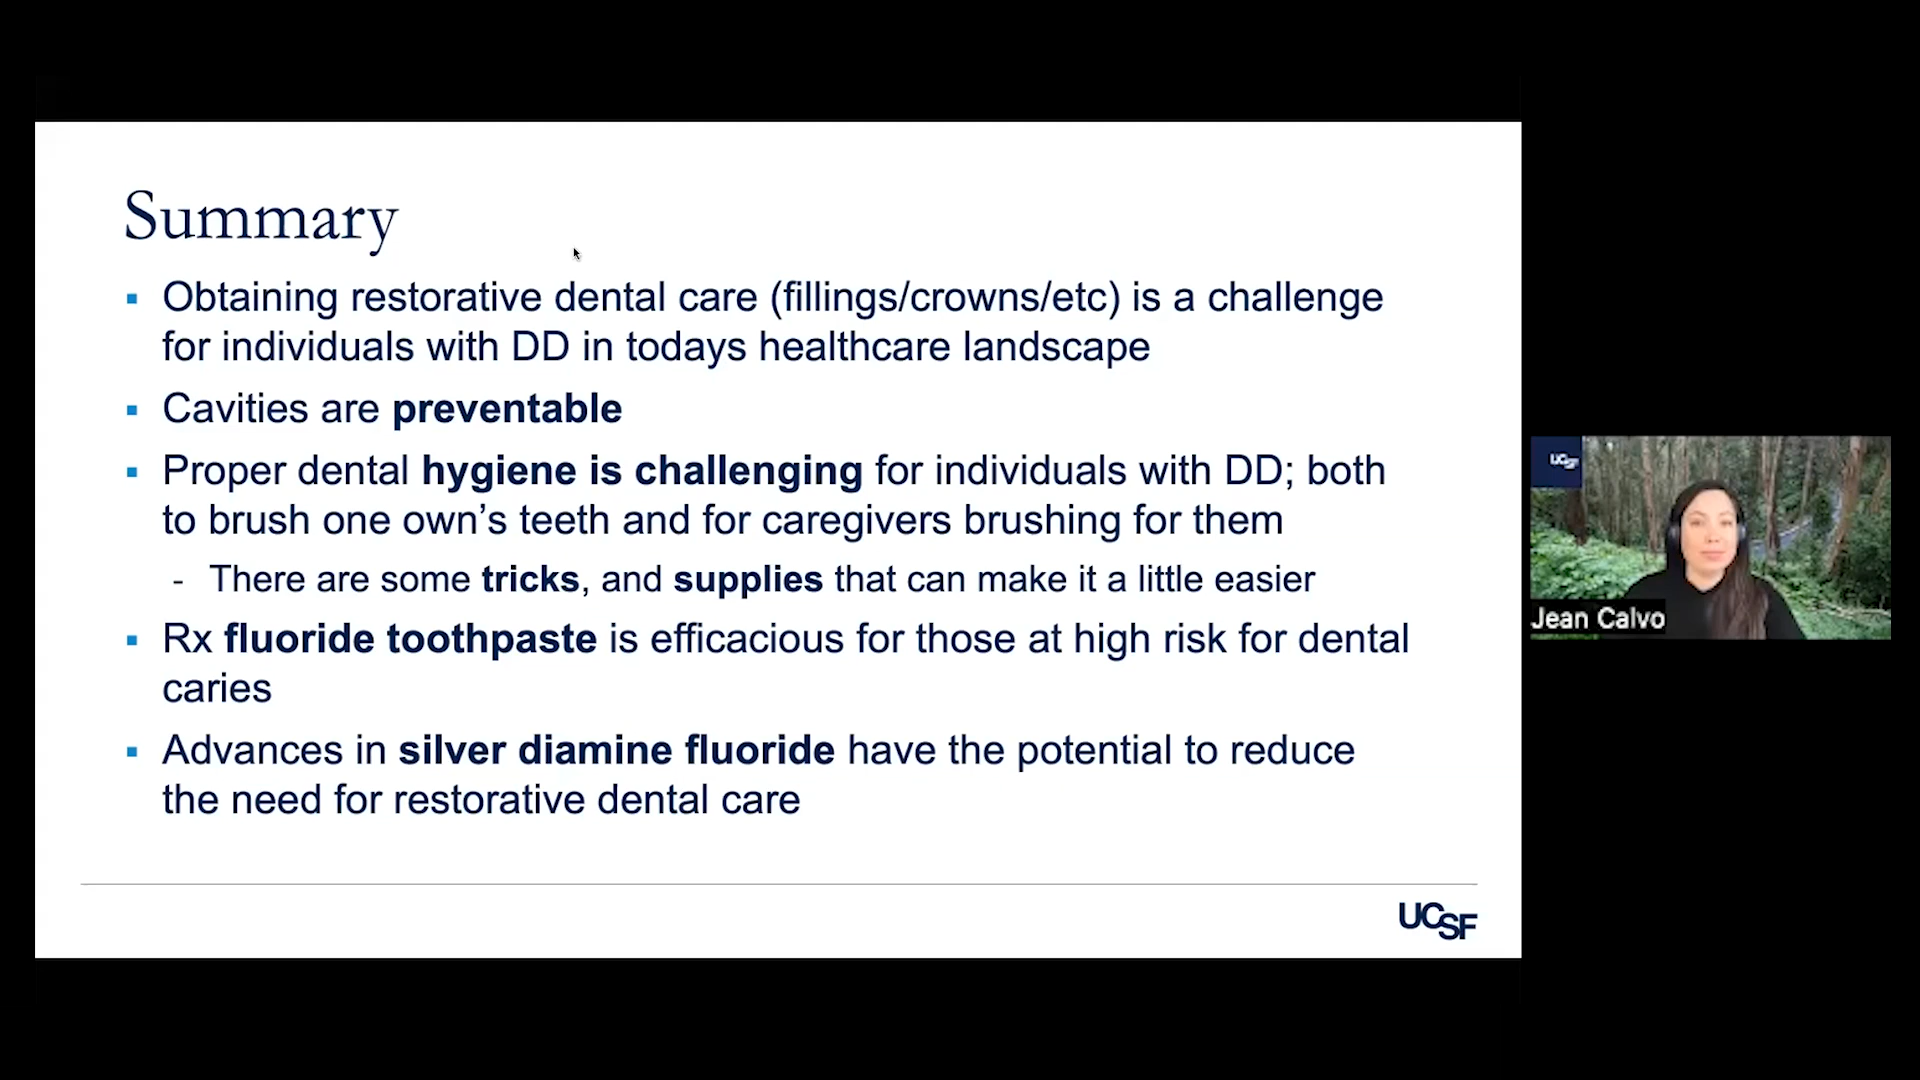 Summary
Obtaining restorative dental care (fillings/crowns/etc) is a challenge
for individuals with DD in todays healthcare landscape
Cavities are preventable
Proper dental hygiene is challenging for individuals with DD; both
to brush one own’s teeth and for caregivers brushing for them
- There are some tricks, and supplies that can make it a little easier
Rx fluoride toothpaste is efficacious for those at high risk for dental
caries
Advances in silver diamine fluoride have the potential to reduce
the need for restorative dental care
UCSF
UCSF
Jean Calvo